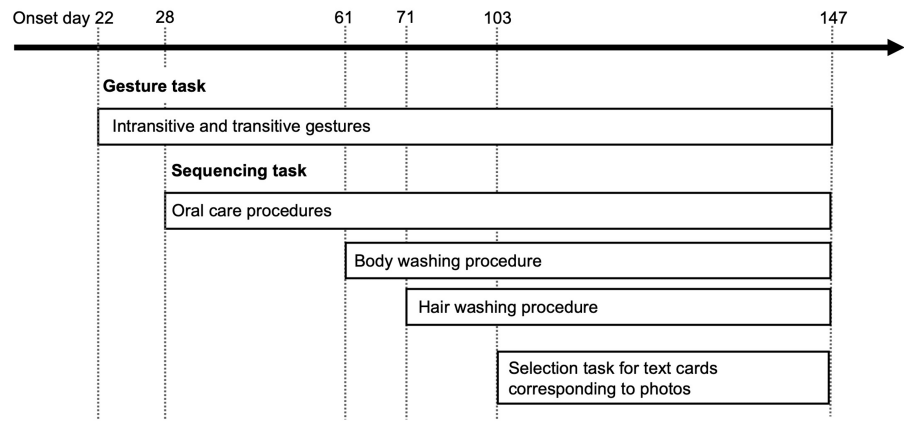 Onset day 22 28 61 71 103 147
Gesture task
Intransitive and transitive gestures
Sequencing task
Oral care procedures
Body washing procedure
Hair washing procedure
Selection task for text cards
corresponding to photos